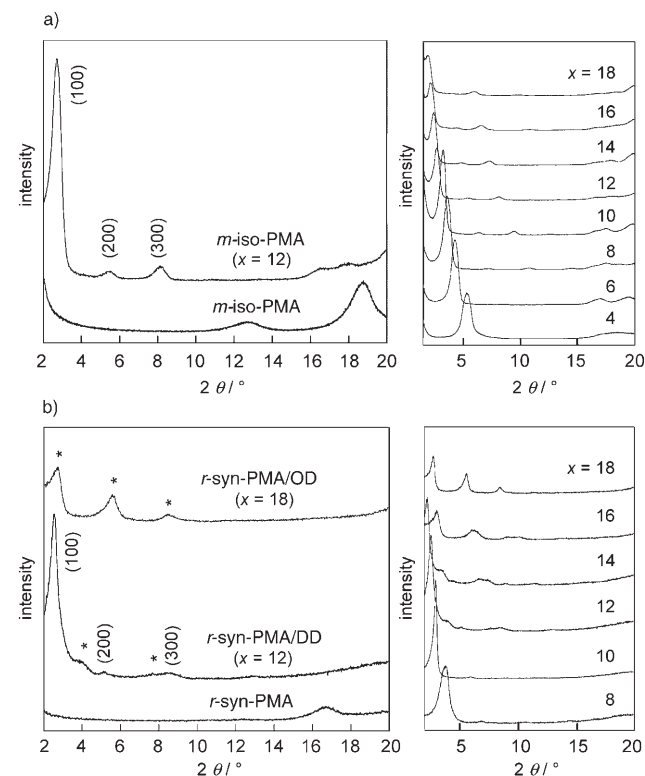 a)
(100)
(200)
(300)
m-iso-PMA
(x = 12)
m-iso-PMA
intensity
2 4 6 8 10 12 14 16 18 20
2 θ / °
x = 18
16
14
12
10
8
6
4
intensity
5 10 15 20
2 θ / °
b)
* * *
r-syn-PMA/OD
(x = 18)
(100)
* (200) * (300)
r-syn-PMA/DD
(x = 12)
r-syn-PMA
intensity
2 4 6 8 10 12 14 16 18 20
2 θ / °
x = 18
16
14
12
10
8
intensity
5 10 15 20
2 θ / °